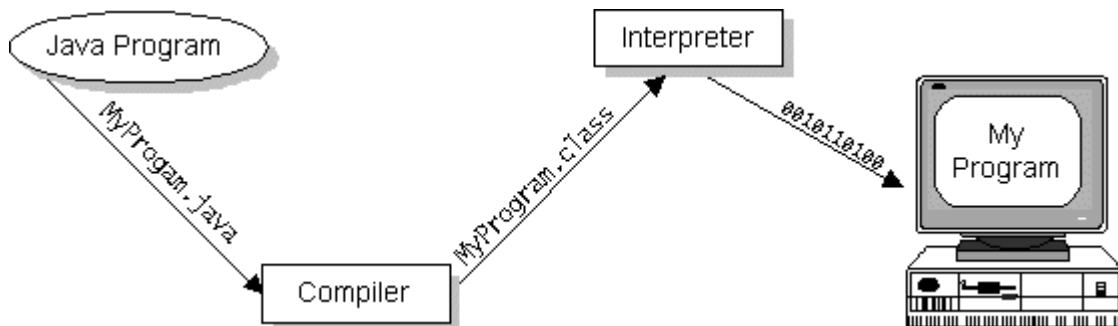 Java Program
MyProgam.java
Compiler
MyProgram.class
Interpreter
0010110100
My
Program